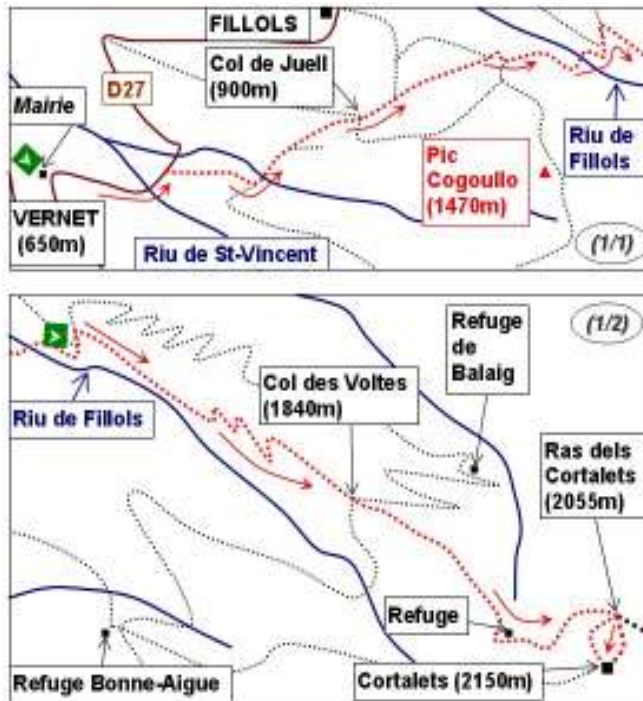 FILLOLS
Col de Juell
(900m)
D27
Mairie
Riu de
Fillols
Pic
Cogoullo
(1470m)
VERNET
(650m)
Riu de St-Vincent
(1/1)
(1/2)
Refuge
de
Balaig
Col des Voltes
(1840m)
Riu de Fillols
Ras dels
Cortalets
(2055m)
Refuge
Refuge Bonne-Aigue
Cortalets (2150m)